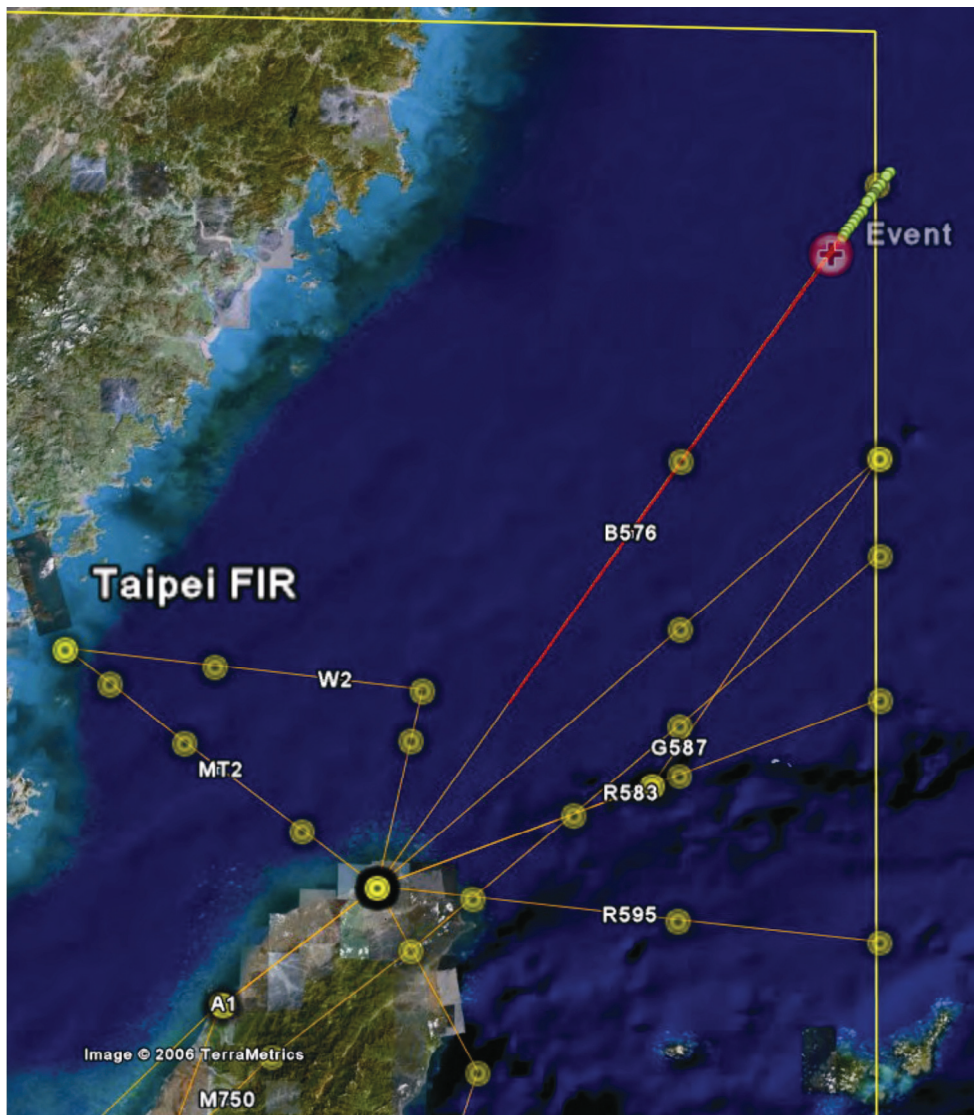 Event
B576
Taipei FIR
W2
G587
MT2
R583
R595
A1
Image © 2006 TerraMetrics
M750